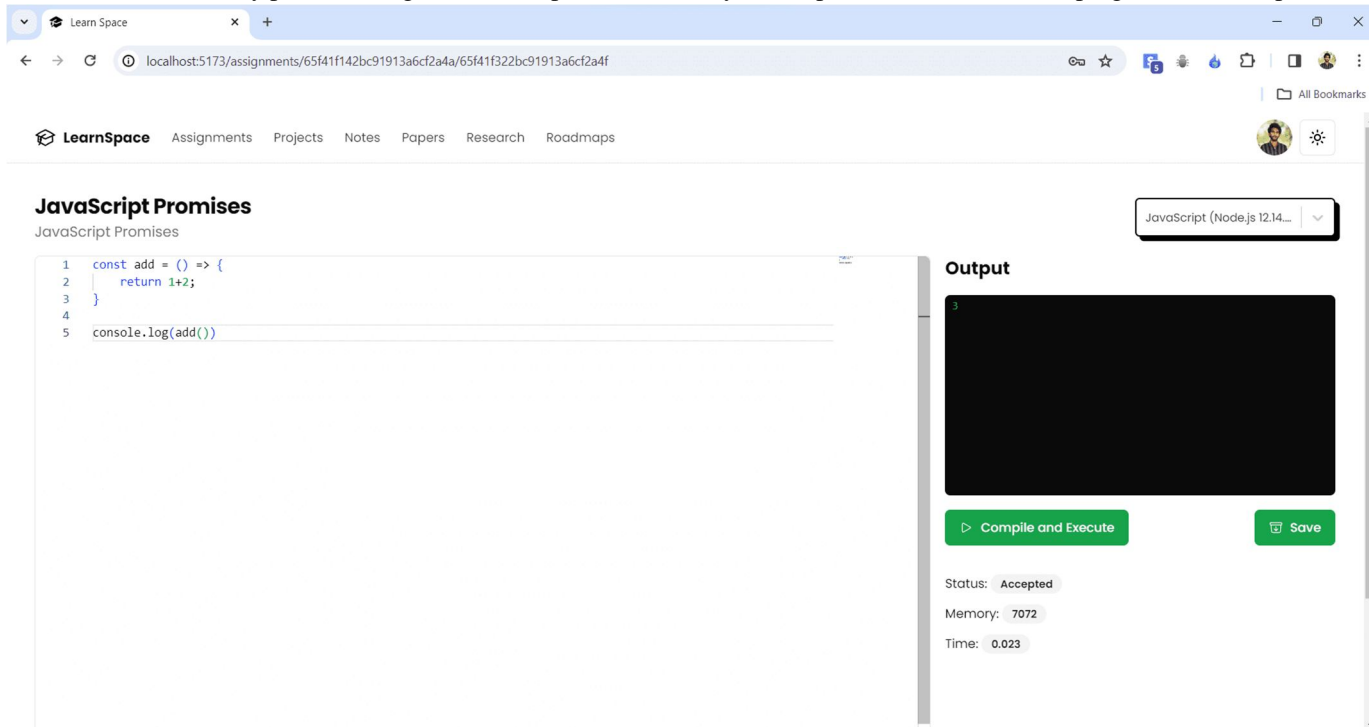 Learn Space
localhost:5173/assignments/65f41f142bc91913a6cf2a4a/65f41f322bc91913a6cf2a4f
5
All Bookmarks
LearnSpace Assignments Projects Notes Papers Research Roadmaps
JavaScript Promises
JavaScript Promises
JavaScript (Node.js 12.14....
1 const add = () => {
2 return 1+2;
3 }
4
5 console.log(add())
Output
3
Compile and Execute
Save
Status: Accepted
Memory: 7072
Time: 0.023